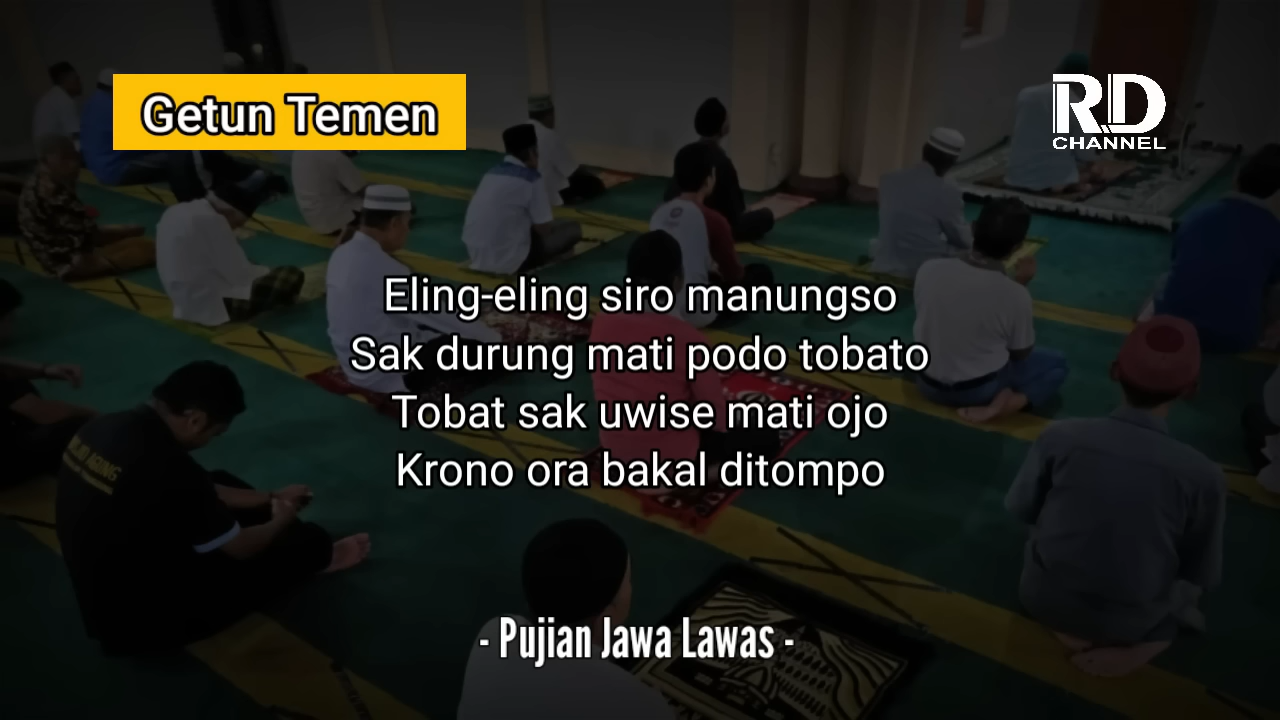 Getun Temen
RD
CHANNEL
Eling-eling siro manungso
Sak durung mati podo tobato
Tobat sak uwise mati ojo
Krono ora bakal ditompo
- Pujian Jawa Lawas -